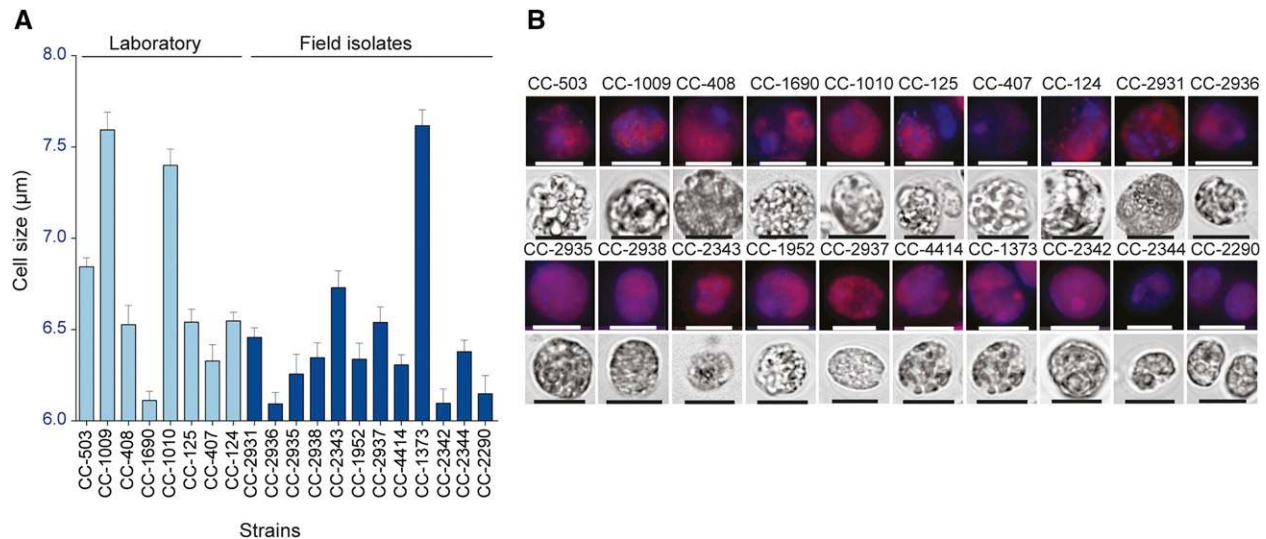 A
Laboratory
Field isolates
8.0
7.5
7.0
6.5
6.0
Cell size (μm)
CC-503
CC-1009
CC-408
CC-1690
CC-1010
CC-125
CC-407
CC-124
CC-2931
CC-2936
CC-2935
CC-2938
CC-2343
CC-1952
CC-2937
CC-4414
CC-1373
CC-2342
CC-2344
CC-2290
Strains
B
CC-503 CC-1009 CC-408 CC-1690 CC-1010 CC-125 CC-407 CC-124 CC-2931 CC-2936
CC-2935 CC-2938 CC-2343 CC-1952 CC-2937 CC-4414 CC-1373 CC-2342 CC-2344 CC-2290